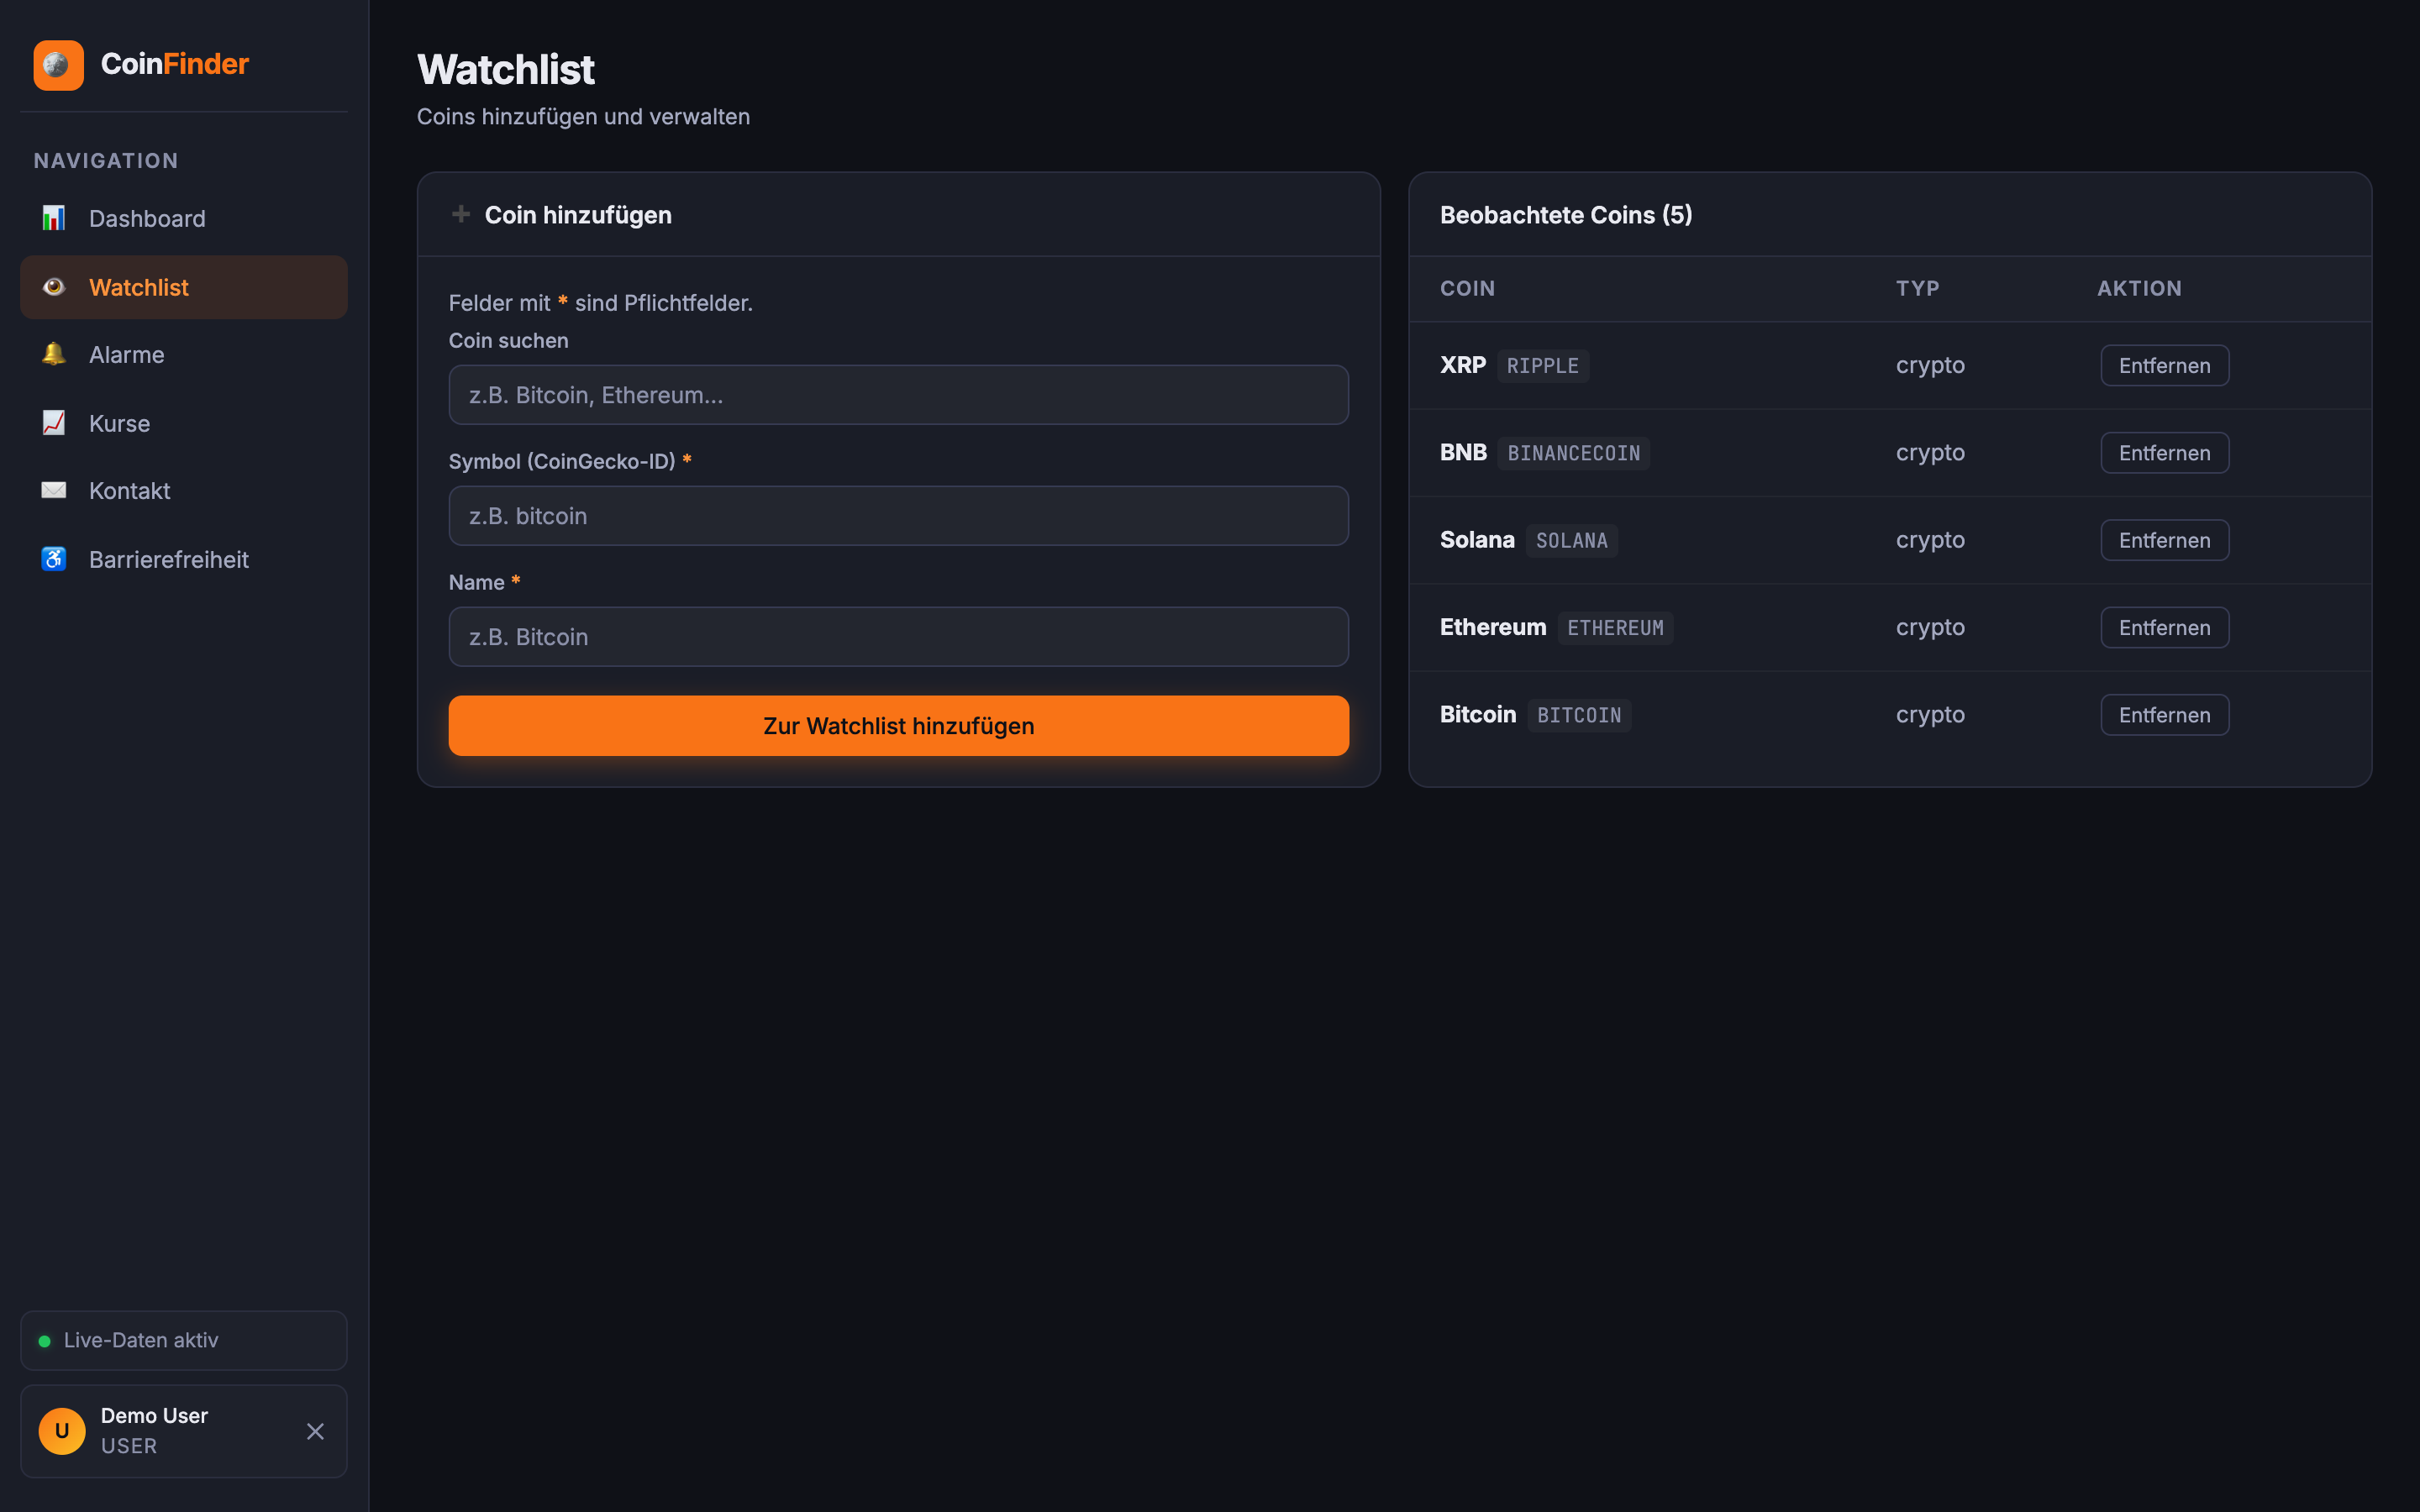 CoinFinder
NAVIGATION
Dashboard
Watchlist
Alarme
Kurse
Kontakt
Barrierefreiheit
Live-Daten aktiv
U
Demo User
USER
Watchlist
Coins hinzufügen und verwalten
Coin hinzufügen
Felder mit * sind Pflichtfelder.
Coin suchen
z.B. Bitcoin, Ethereum...
Symbol (CoinGecko-ID) *
z.B. bitcoin
Name *
z.B. Bitcoin
Zur Watchlist hinzufügen
Beobachtete Coins (5)
COIN TYP AKTION
XRP RIPPLE crypto Entfernen
BNB BINANCECOIN crypto Entfernen
Solana SOLANA crypto Entfernen
Ethereum ETHEREUM crypto Entfernen
Bitcoin BITCOIN crypto Entfernen